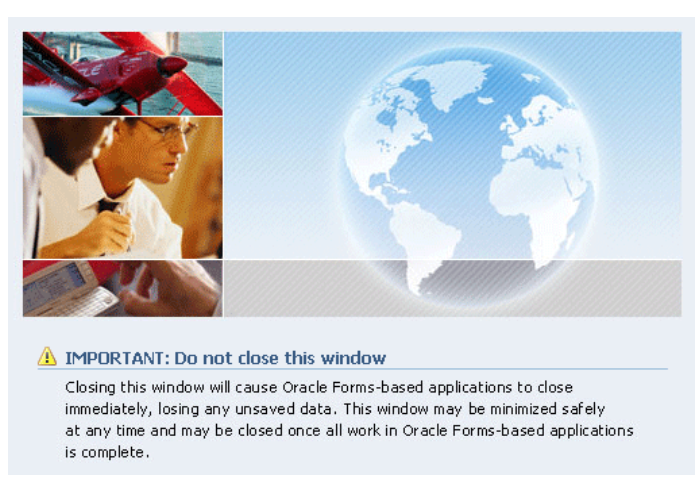 ORACLE
IMPORTANT: Do not close this window
Closing this window will cause Oracle Forms-based applications to close
immediately, losing any unsaved data. This window may be minimized safely
at any time and may be closed once all work in Oracle Forms-based applications
is complete.